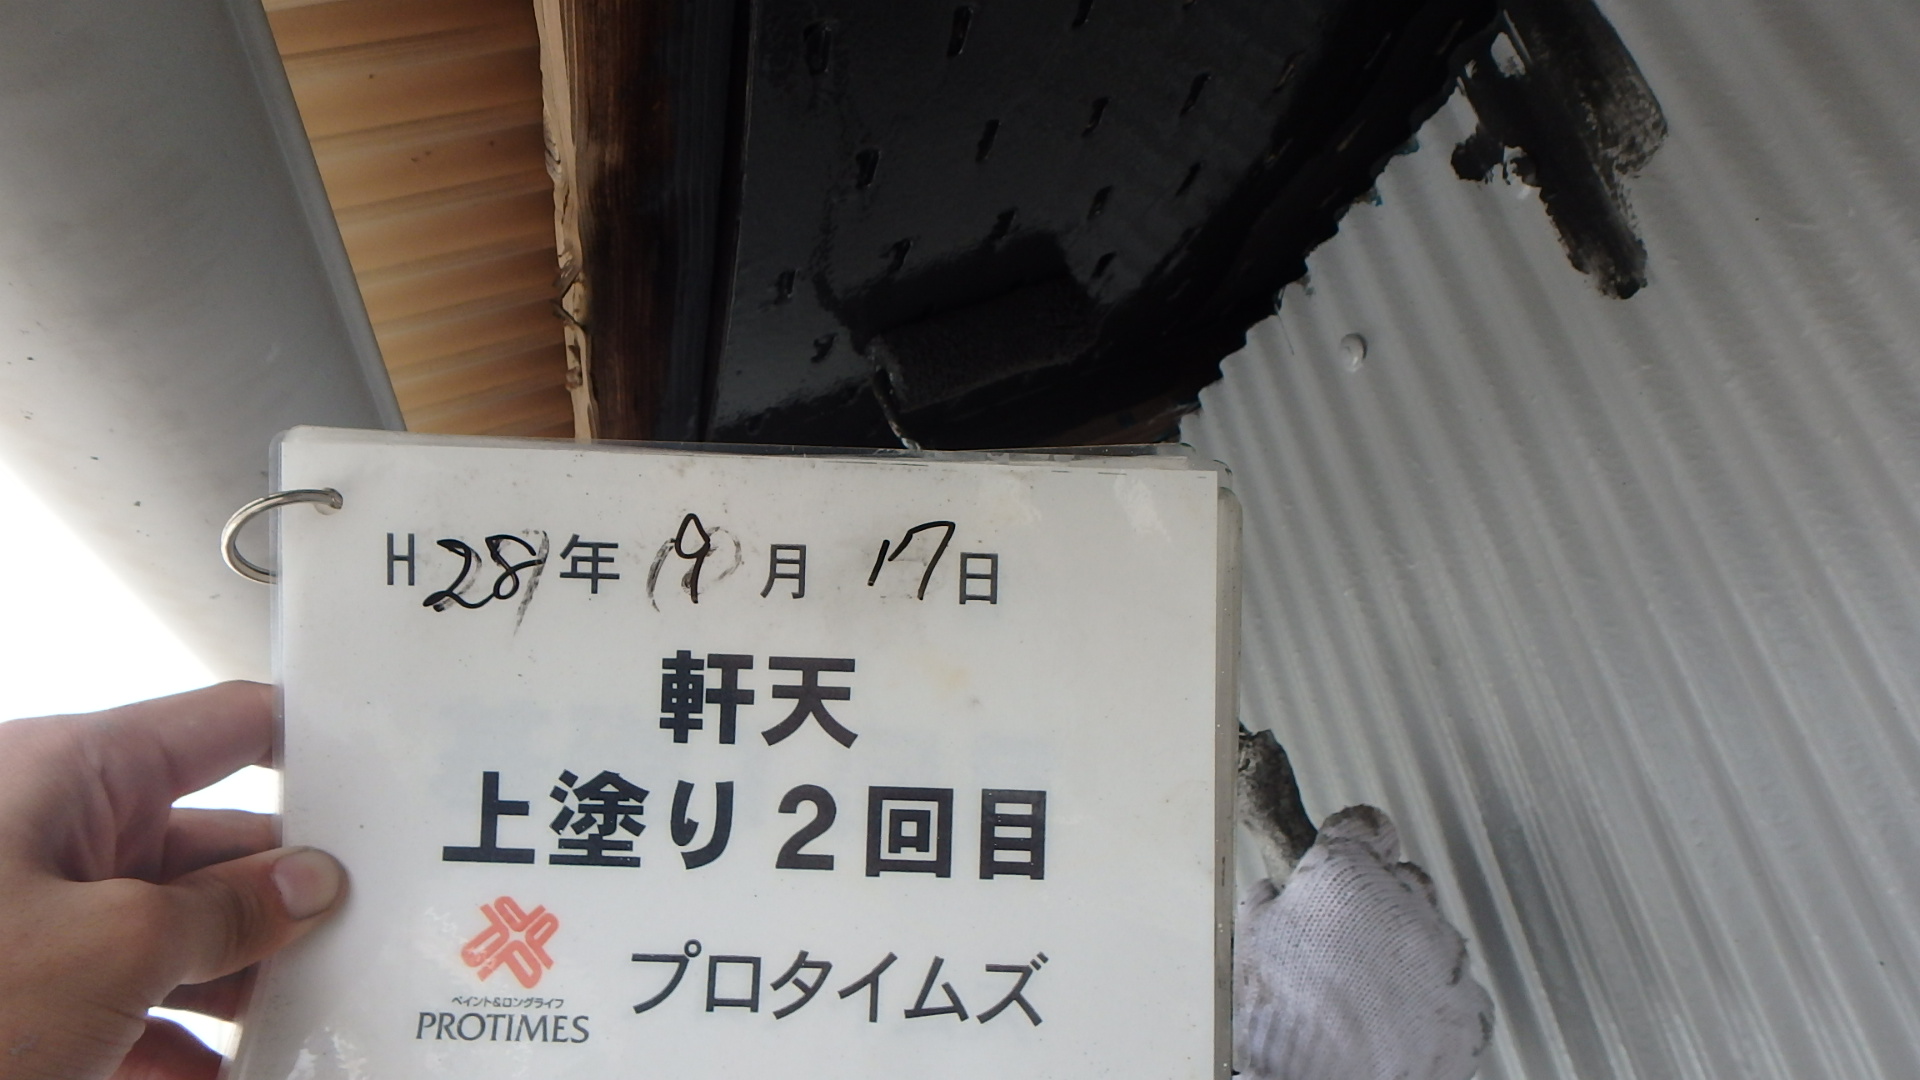 H28年 9月 17日
軒天
上塗り2回目
ペイント&ロングライフ
PROTIMES
プロタイムズ